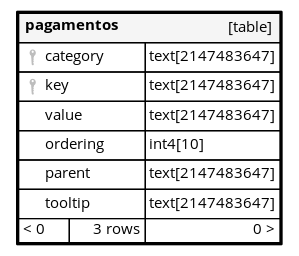 pagamentos [table]
category text[2147483647]
key text[2147483647]
value text[2147483647]
ordering int4[10]
parent text[2147483647]
tooltip text[2147483647]
< 0 3 rows 0 >